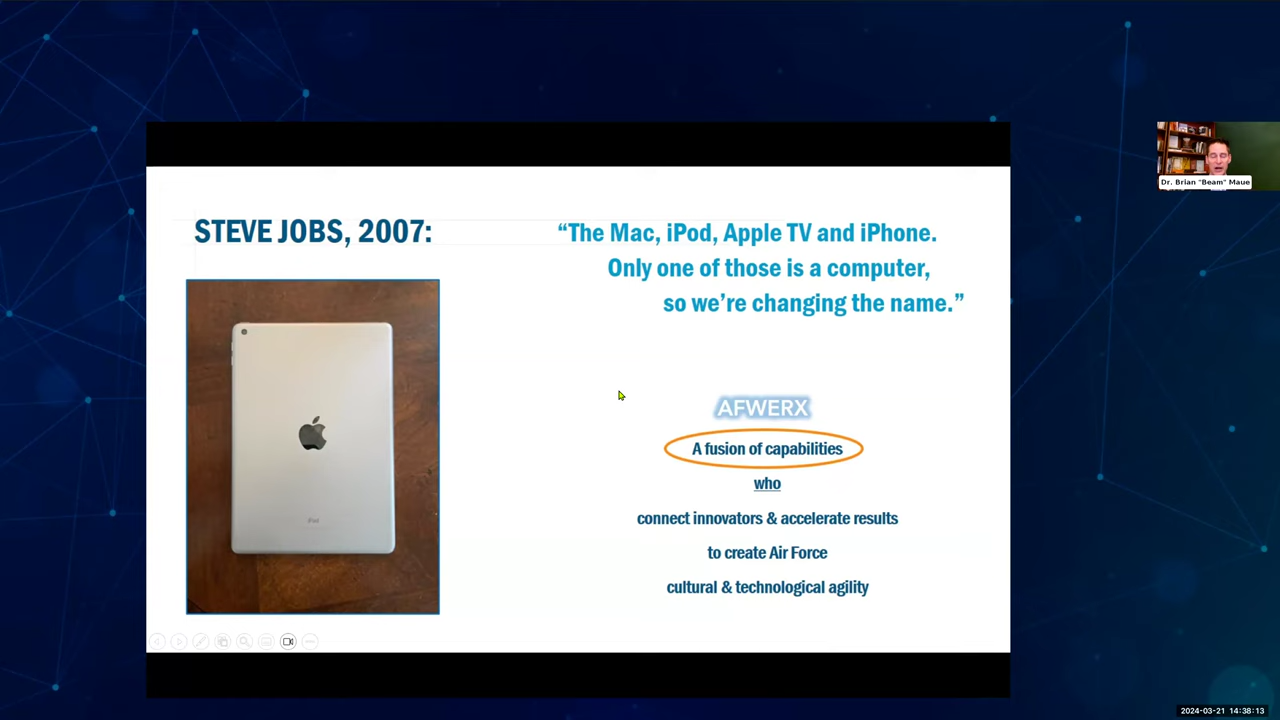 STEVE JOBS, 2007:
“The Mac, iPod, Apple TV and iPhone.
Only one of those is a computer,
so we’re changing the name.”
iPad
AFWERX
A fusion of capabilities
who
connect innovators & accelerate results
to create Air Force
cultural & technological agility
Dr. Brian "Beam" Maue
2024-03-21 14:38:13